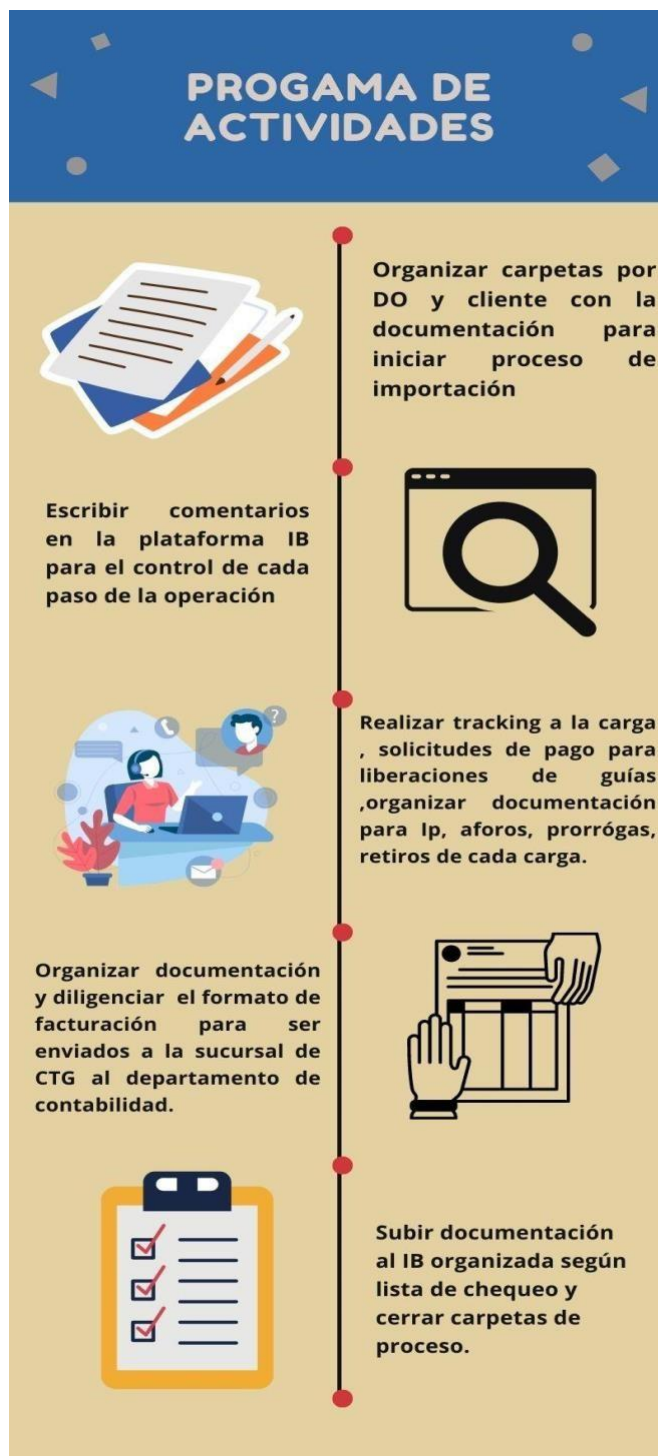 PROGAMA DE
ACTIVIDADES
Organizar carpetas por
DO y cliente con la
documentación para
iniciar proceso de
importación
Escribir comentarios
en la plataforma IB
para el control de cada
paso de la operación
Realizar tracking a la carga
, solicitudes de pago para
liberaciones de guías
,organizar documentación
para Ip, aforos, prorrógas,
retiros de cada carga.
Organizar documentación
y diligenciar el formato de
facturación para ser
enviados a la sucursal de
CTG al departamento de
contabilidad.
Subir documentación
al IB organizada según
lista de chequeo y
cerrar carpetas de
proceso.